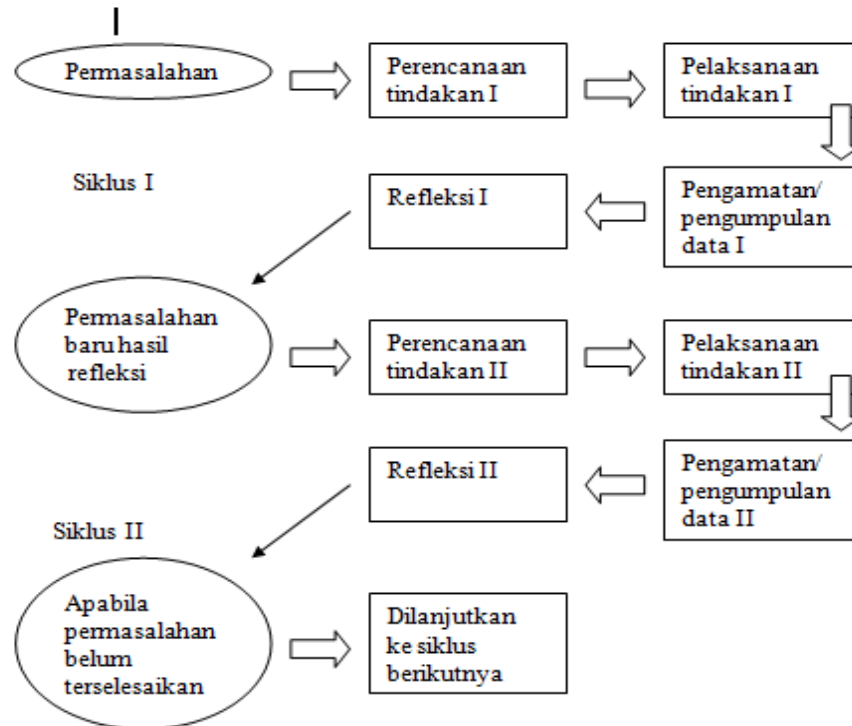 Permasalahan
Perencanaan
tindakan I
Pelaksanaan
tindakan I
Siklus I
Refleksi I
Pengamatan/
pengumpulan
data I
Permasalahan
baru hasil
refleksi
Perencanaan
tindakan II
Pelaksanaan
tindakan II
Siklus II
Refleksi II
Pengamatan/
pengumpulan
data II
Apabila
permasalahan
belum
terselesaikan
Dilanjutkan
ke siklus
berikutnya